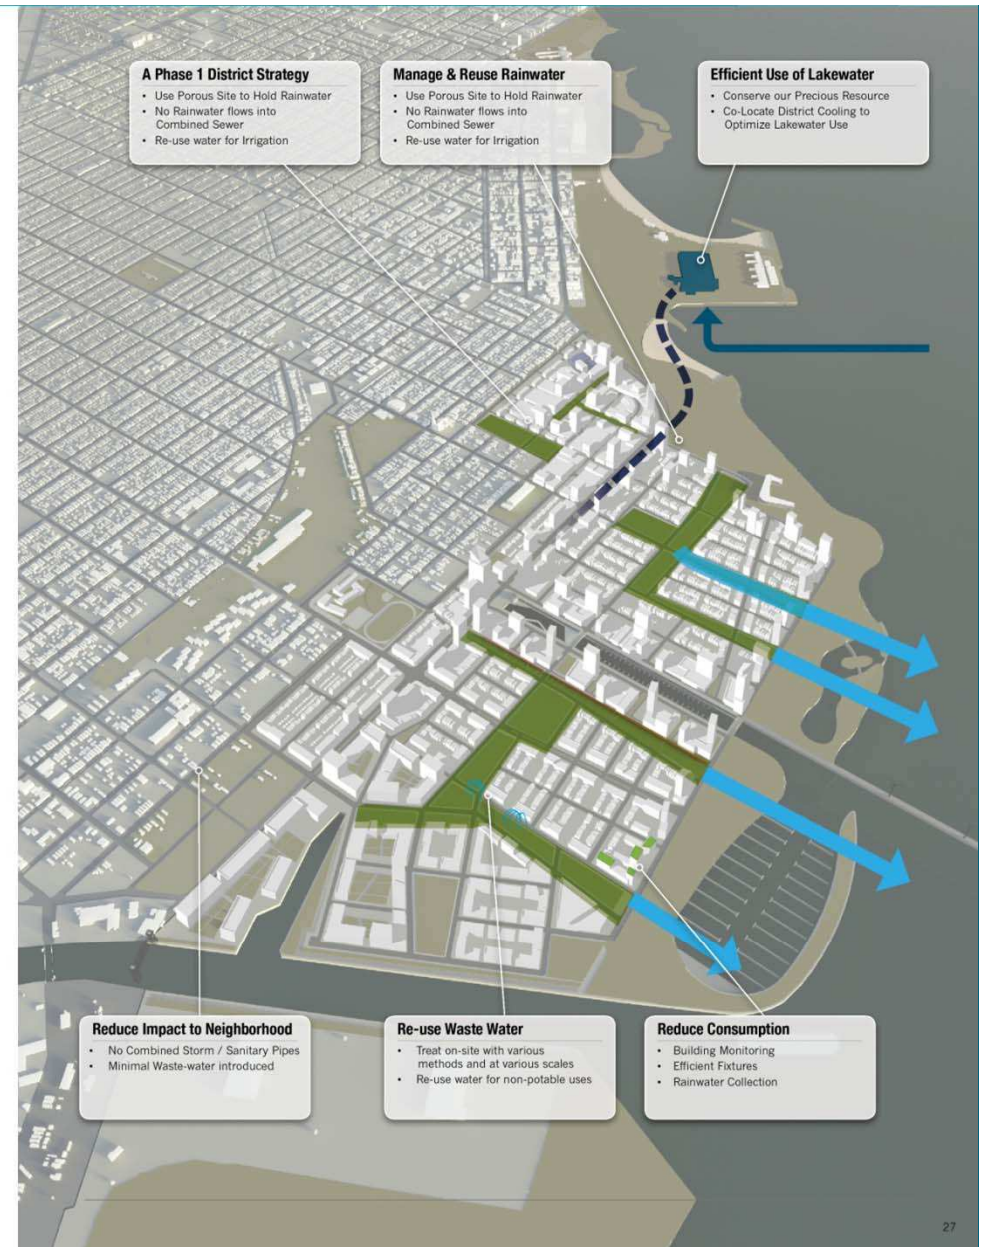 A Phase 1 District Strategy
• Use Porous Site to Hold Rainwater
• No Rainwater flows into
Combined Sewer
• Re-use water for Irrigation
Manage & Reuse Rainwater
• Use Porous Site to Hold Rainwater
• No Rainwater flows into
Combined Sewer
• Re-use water for Irrigation
Efficient Use of Lakewater
• Conserve our Precious Resource
• Co-Locate District Cooling to
Optimize Lakewater Use
Reduce Impact to Neighborhood
• No Combined Storm / Sanitary Pipes
• Minimal Waste-water introduced
Re-use Waste Water
• Treat on-site with various
methods and at various scales
• Re-use water for non-potable uses
Reduce Consumption
• Building Monitoring
• Efficient Fixtures
• Rainwater Collection
27